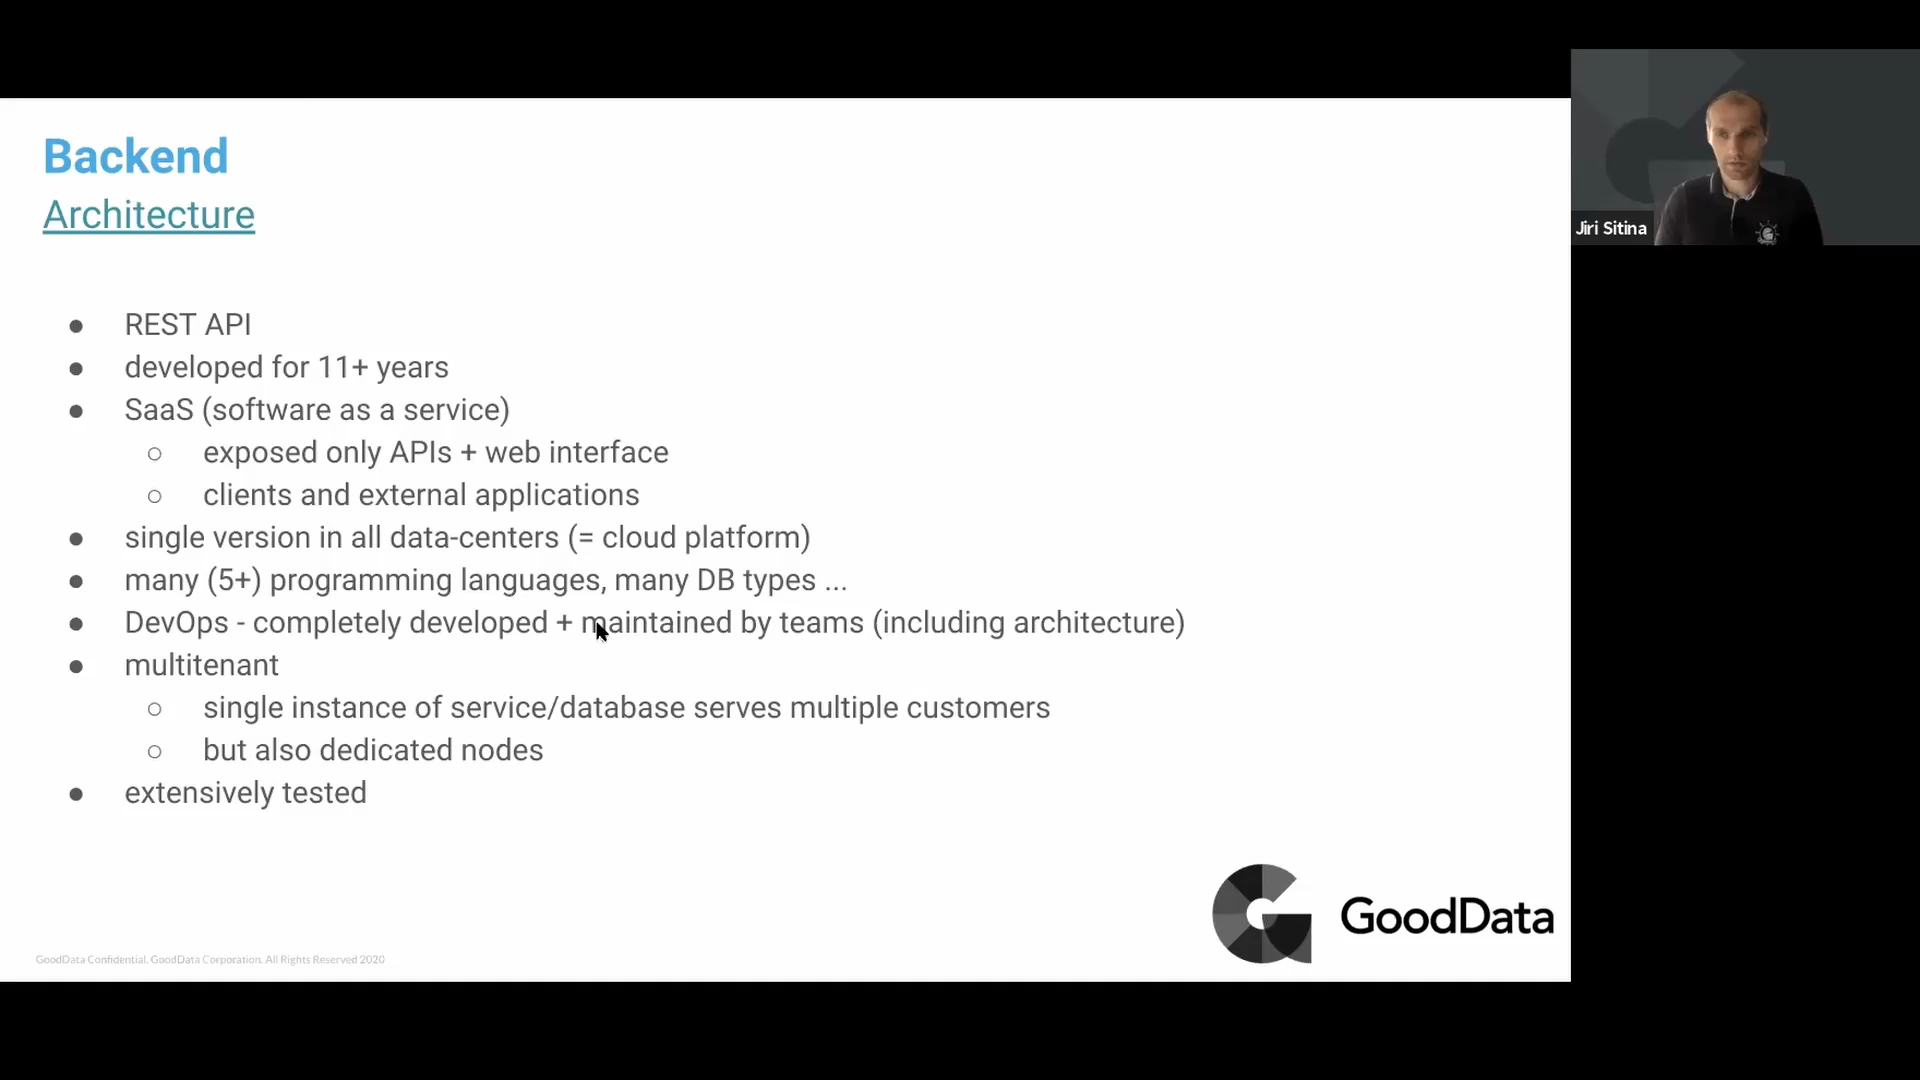 Backend
Architecture
● REST API
● developed for 11+ years
● SaaS (software as a service)
○ exposed only APIs + web interface
○ clients and external applications
● single version in all data-centers (= cloud platform)
● many (5+) programming languages, many DB types ...
● DevOps - completely developed + maintained by teams (including architecture)
● multitenant
○ single instance of service/database serves multiple customers
○ but also dedicated nodes
● extensively tested
GoodData
GoodData Confidential. GoodData Corporation. All Rights Reserved 2020
Jiri Sitina